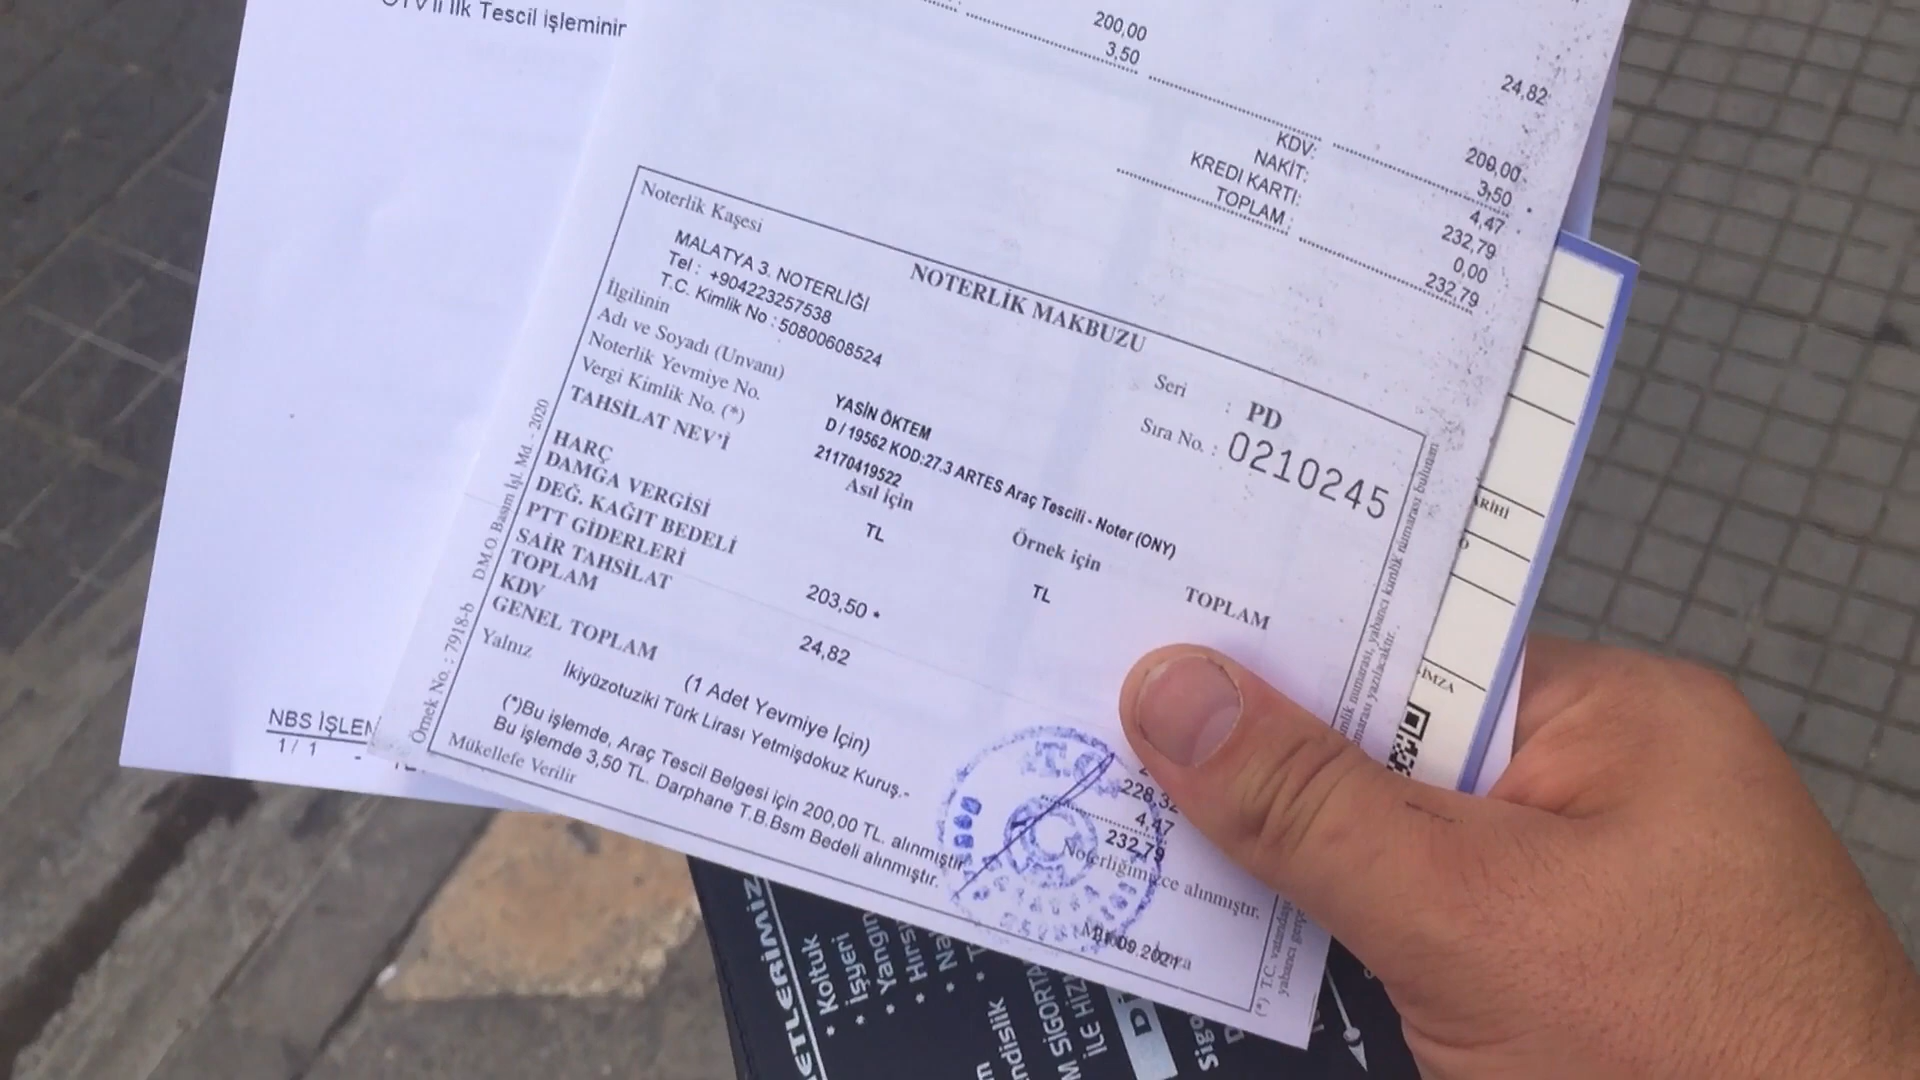 İlk Tescil İşleminin
200,00
3,50
24,82
KDV:
NAKİT:
KREDI KARTI:
TOPLAM :
200,00
3,50
4,47
232,79
0,00
232,79
Noterlik Kaşesi
NOTERLİK MAKBUZU
MALATYA 3. NOTERLİĞİ
Tel : +904223257538
T.C. Kimlik No : 50800608524
Seri : PD
Sıra No. : 0210245
İlgilinin
Adı ve Soyadı (Unvanı)
YASİN ÖKTEM
Noterlik Yevmiye No.
D / 19562 KOD:27.3 ARTES Araç Tescili - Noter (ONY)
Vergi Kimlik No. (*)
21170419522
TAHSİLAT NEV'İ
Asıl için
Örnek için
TOPLAM
TL
TL
HARÇ
DAMĞA VERGİSİ
DEĞ. KAĞIT BEDELİ
203,50
PTT GİDERLERİ
SAİR TAHSİLAT
24,82
TOPLAM
228,32
KDV
4,47
GENEL TOPLAM
(1 Adet Yevmiye İçin)
232,79
Yalnız
İkiyüzotuziki Türk Lirası Yetmişdokuz Kuruş.-
Noterliğimizce alınmıştır.
(*)Bu işlemde, Araç Tescil Belgesi için 200,00 TL. alınmıştır
Bu işlemde 3,50 TL. Darphane T.B.Bsm Bedeli alınmıştır.
Mükellefe Verilir
Örnek No. : 7918-b D.M.O. Basım İşl. Md. - 2020
T.C.
NBS İŞLEM
1 / 1 -
ARİHİ
İMZA
• Koltuk
• İşyeri
• Yangın